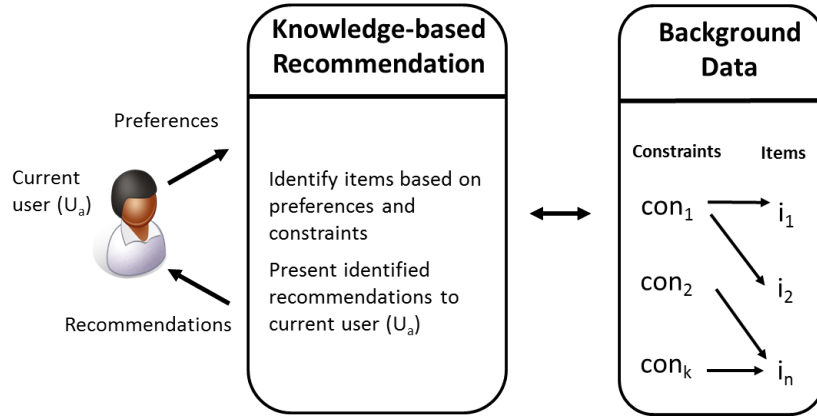 Knowledge-based
Recommendation
Background
Data
Preferences
Current
user (Uₐ)
Recommendations
Identify items based on
preferences and
constraints
Present identified
recommendations to
current user (Uₐ)
Constraints Items
con₁ i₁
con₂ i₂
conₖ iₙ